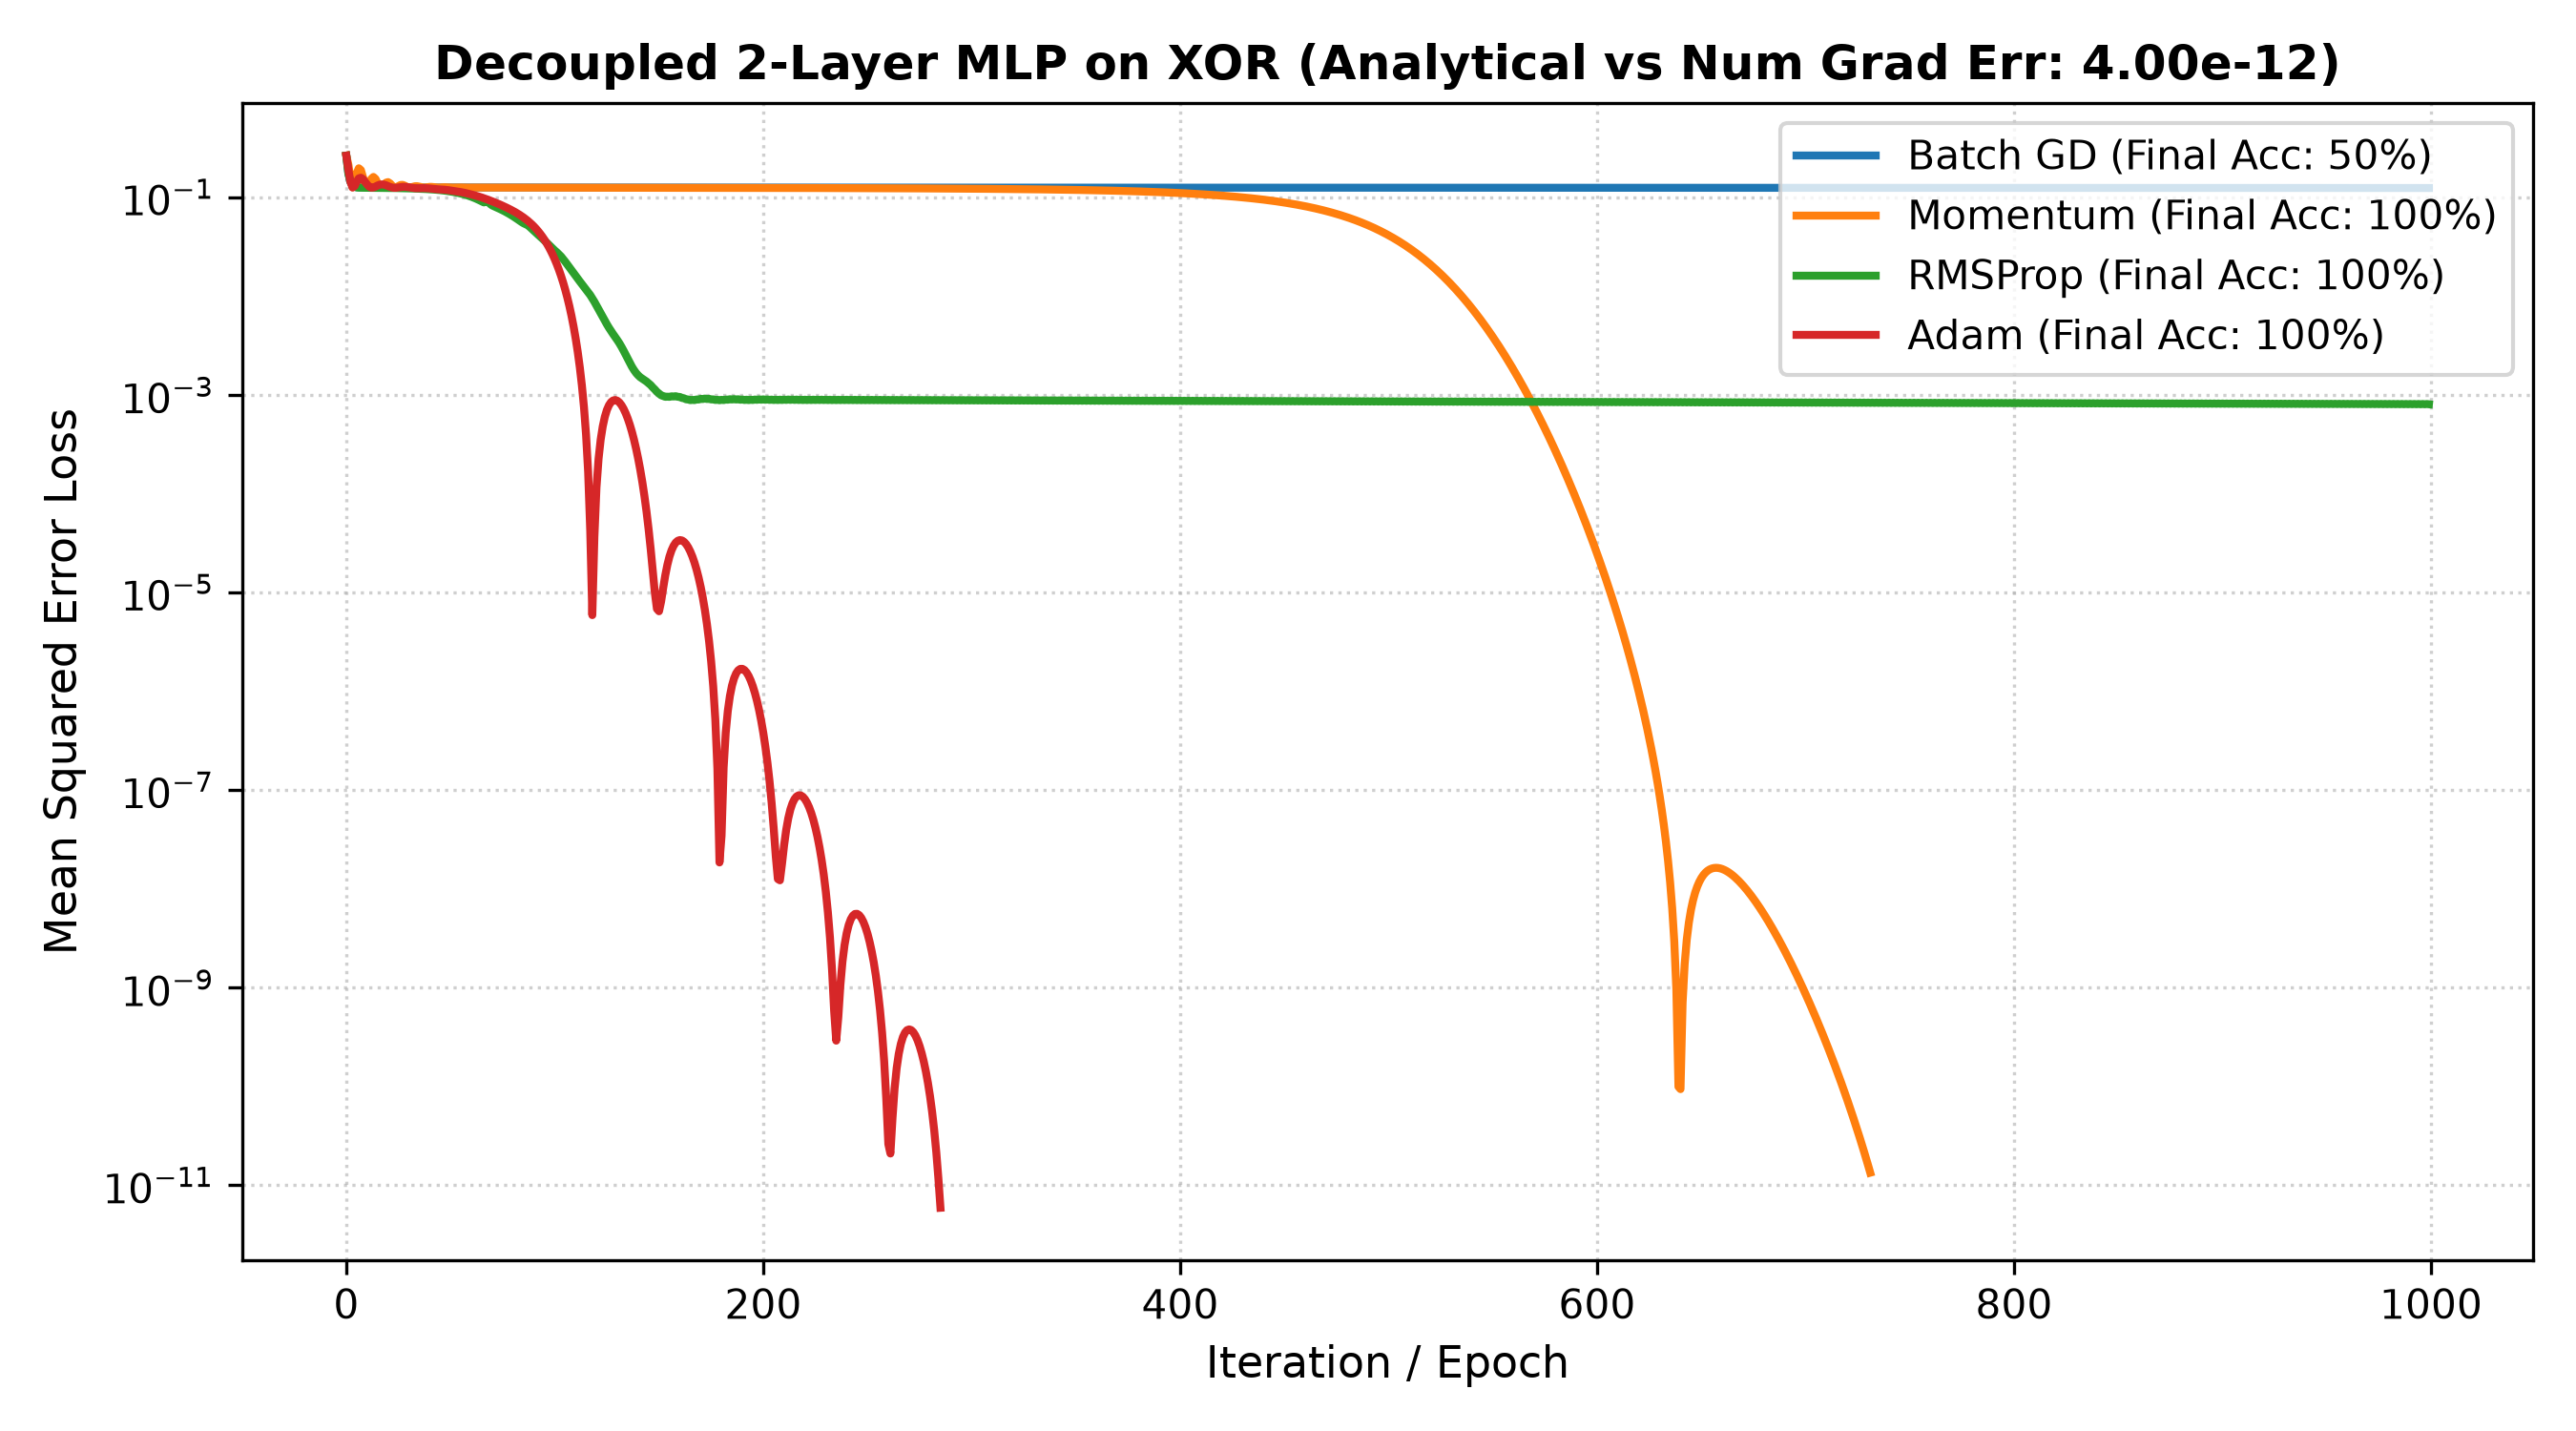 Decoupled 2-Layer MLP on XOR (Analytical vs Num Grad Err: 4.00e-12)
Batch GD (Final Acc: 50%)
Momentum (Final Acc: 100%)
RMSProp (Final Acc: 100%)
Adam (Final Acc: 100%)
Mean Squared Error Loss
10⁻¹
10⁻³
10⁻⁵
10⁻⁷
10⁻⁹
10⁻¹¹
0 200 400 600 800 1000
Iteration / Epoch